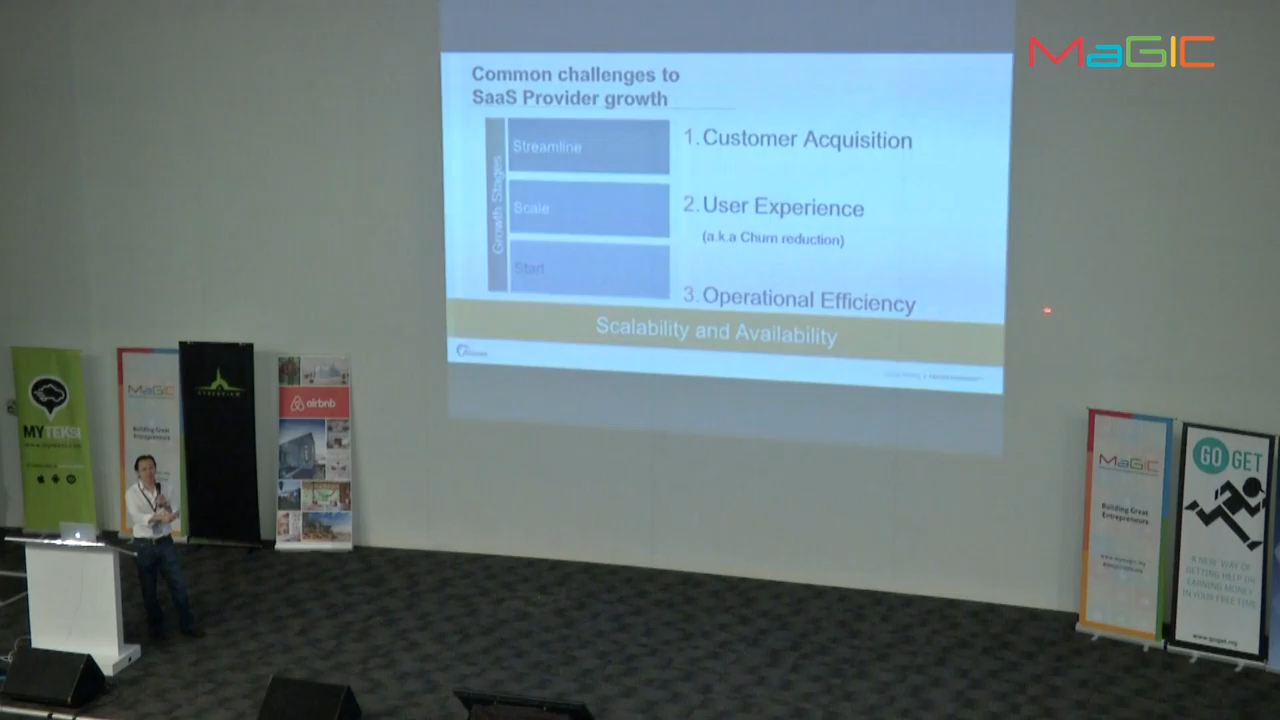 MaGIC
Common challenges to
SaaS Provider growth
Growth Stages
Streamline
Scale
Start
1. Customer Acquisition
2. User Experience
(a.k.a Churn reduction)
3. Operational Efficiency
Scalability and Availability
MYTEKSI
MaGIC
Building Great
Entrepreneurs
airbnb
MaGIC
Building Great
Entrepreneurs
GO GET
A NEW WAY OF
GETTING HELP OR
EARNING MONEY
IN YOUR FREE TIME
www.goget.my